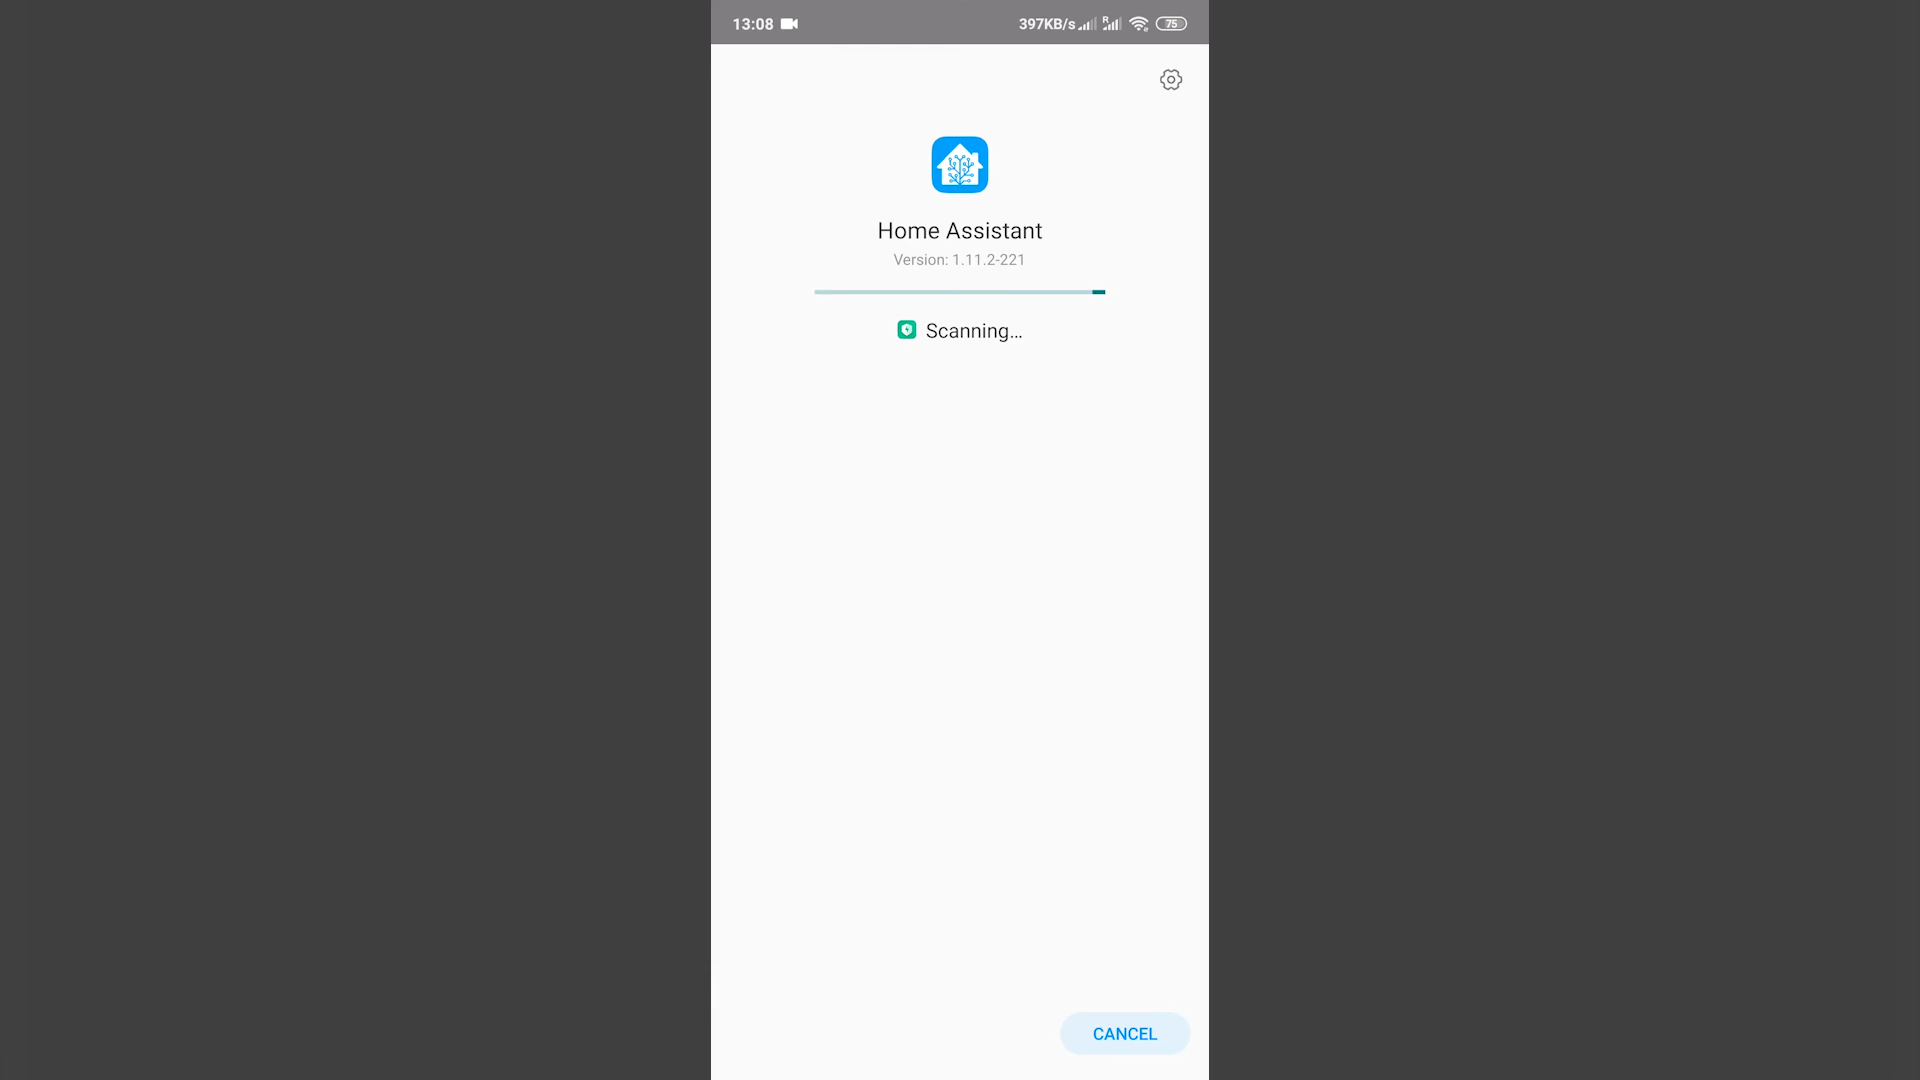 13:08 397KB/s R 75
Home Assistant
Version: 1.11.2-221
Scanning...
CANCEL